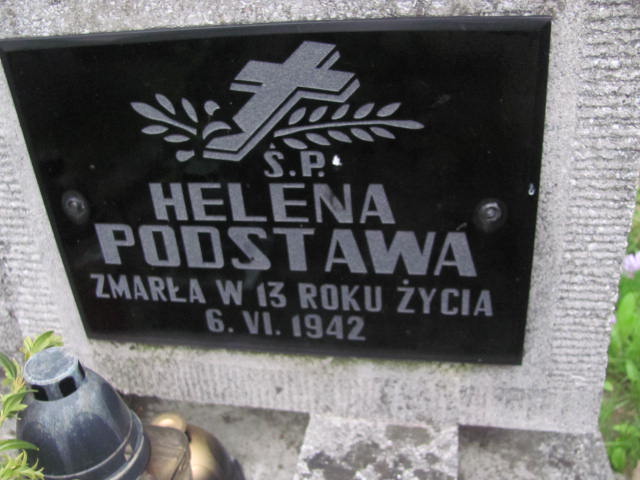 Ś.P.
HELENA
PODSTAWA
ZMARŁA W 13 ROKU ŻYCIA
6. VI. 1942